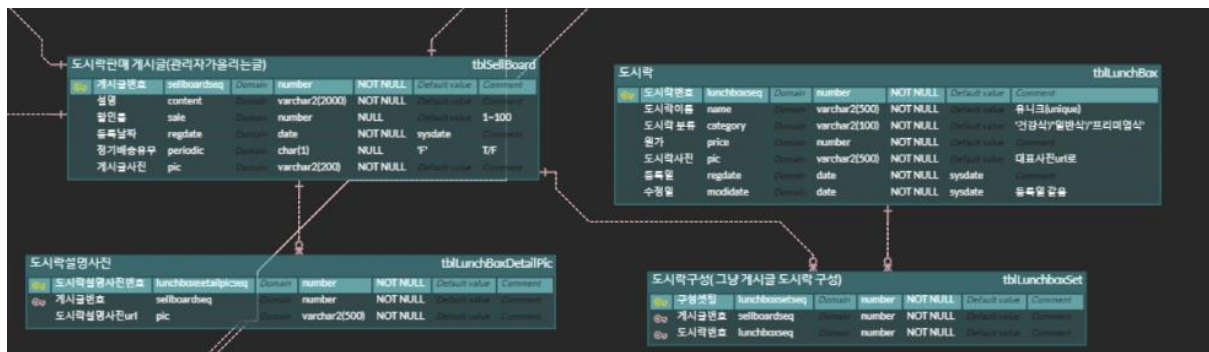 도시락판매 게시글(관리자가올리는글) tblSellBoard
게시글번호 sellboardseq Domain number NOT NULL Default value Comment
설명 content Domain varchar2(2000) NOT NULL Default value Comment
할인률 sale Domain number NULL Default value 1~100
등록날짜 regdate Domain date NOT NULL sysdate Comment
정기배송유무 periodic Domain char(1) NULL 'F' T/F
게시글사진 pic Domain varchar2(200) NOT NULL Default value Comment
도시락 tblLunchBox
도시락번호 lunchboxseq Domain number NOT NULL Default value Comment
도시락이름 name Domain varchar2(500) NOT NULL Default value 유니크(unique)
도시락 분류 category Domain varchar2(100) NOT NULL Default value '건강식'/'일반식'/'프리미엄식'
원가 price Domain number NOT NULL Default value Comment
도시락사진 pic Domain varchar2(500) NOT NULL Default value 대표사진url로
등록일 regdate Domain date NOT NULL sysdate Comment
수정일 modidate Domain date NOT NULL sysdate 등록일 같음
도시락설명사진 tblLunchBoxDetailPic
도시락설명사진번호 lunchboxeetailpicseq Domain number NOT NULL Default value Comment
게시글번호 sellboardseq Domain number NOT NULL Default value Comment
도시락설명사진url pic Domain varchar2(500) NOT NULL Default value Comment
도시락구성(그냥 게시글 도시락 구성) tblLunchboxSet
구성셋팅 lunchboxsetseq Domain number NOT NULL Default value Comment
게시글번호 sellboardseq Domain number NOT NULL Default value Comment
도시락번호 lunchboxseq Domain number NOT NULL Default value Comment